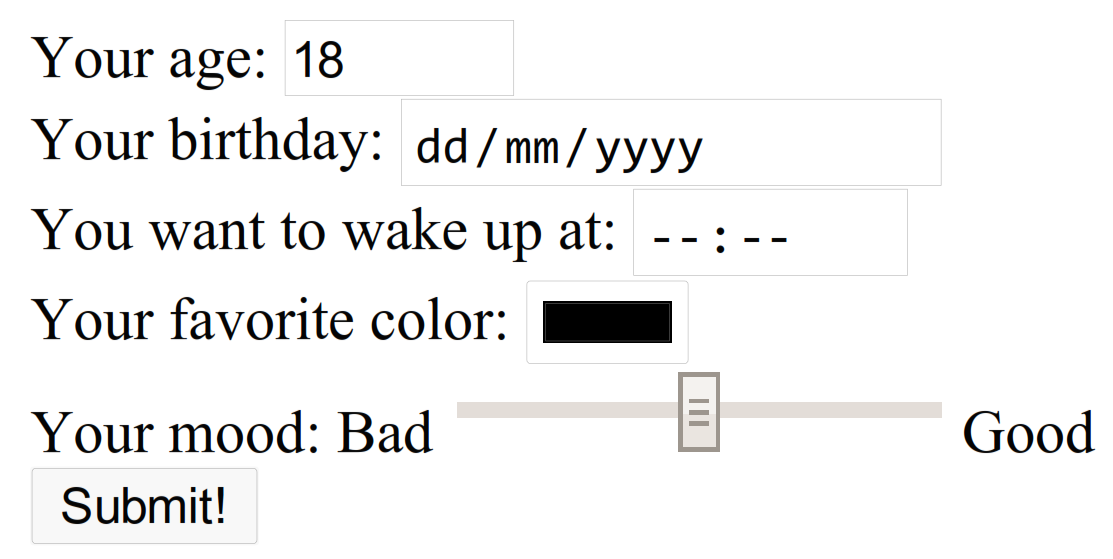 Your age: 18
Your birthday: dd/mm/yyyy
You want to wake up at: --:--
Your favorite color:
Your mood: Bad Good
Submit!